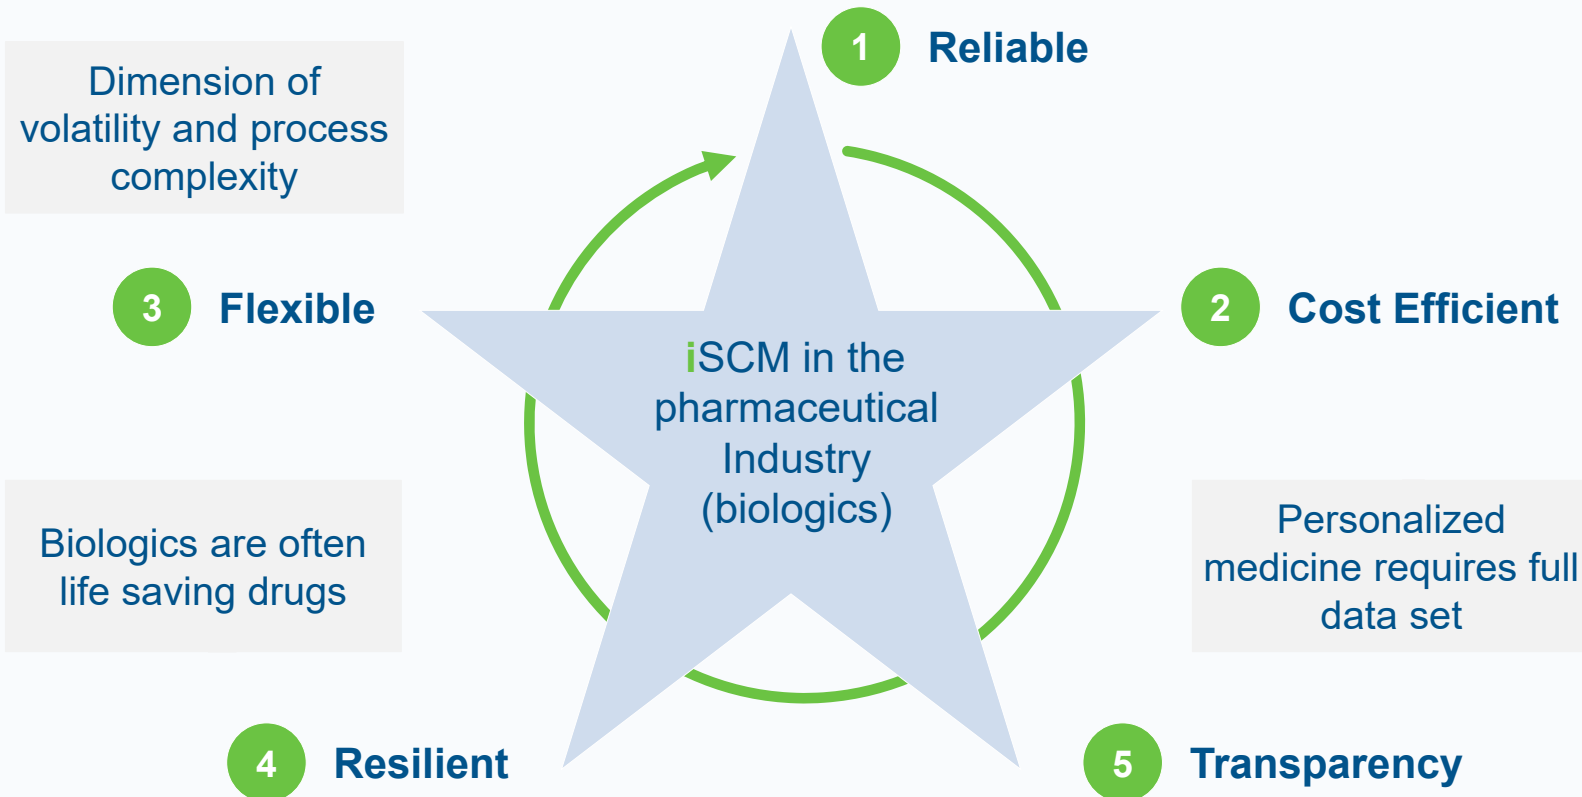 1 Reliable
Dimension of
volatility and process
complexity
3 Flexible
2 Cost Efficient
iSCM in the
pharmaceutical
Industry
(biologics)
Biologics are often
life saving drugs
Personalized
medicine requires full
data set
4 Resilient
5 Transparency